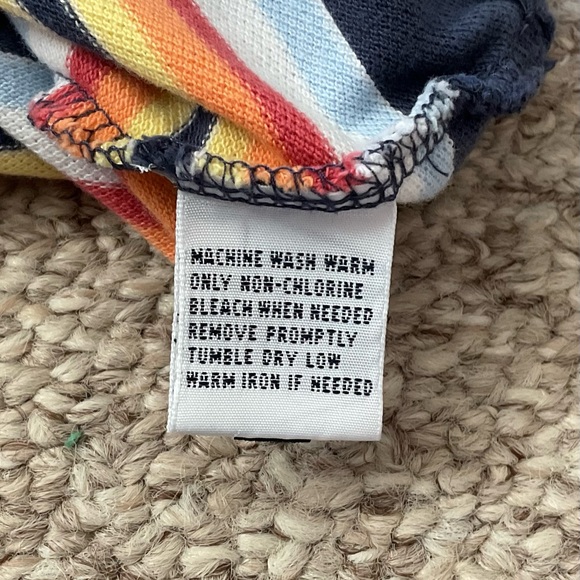 MACHINE WASH WARM
ONLY NON-CHLORINE
BLEACH WHEN NEEDED
REMOVE PROMPTLY
TUMBLE DRY LOW
WARM IRON IF NEEDED